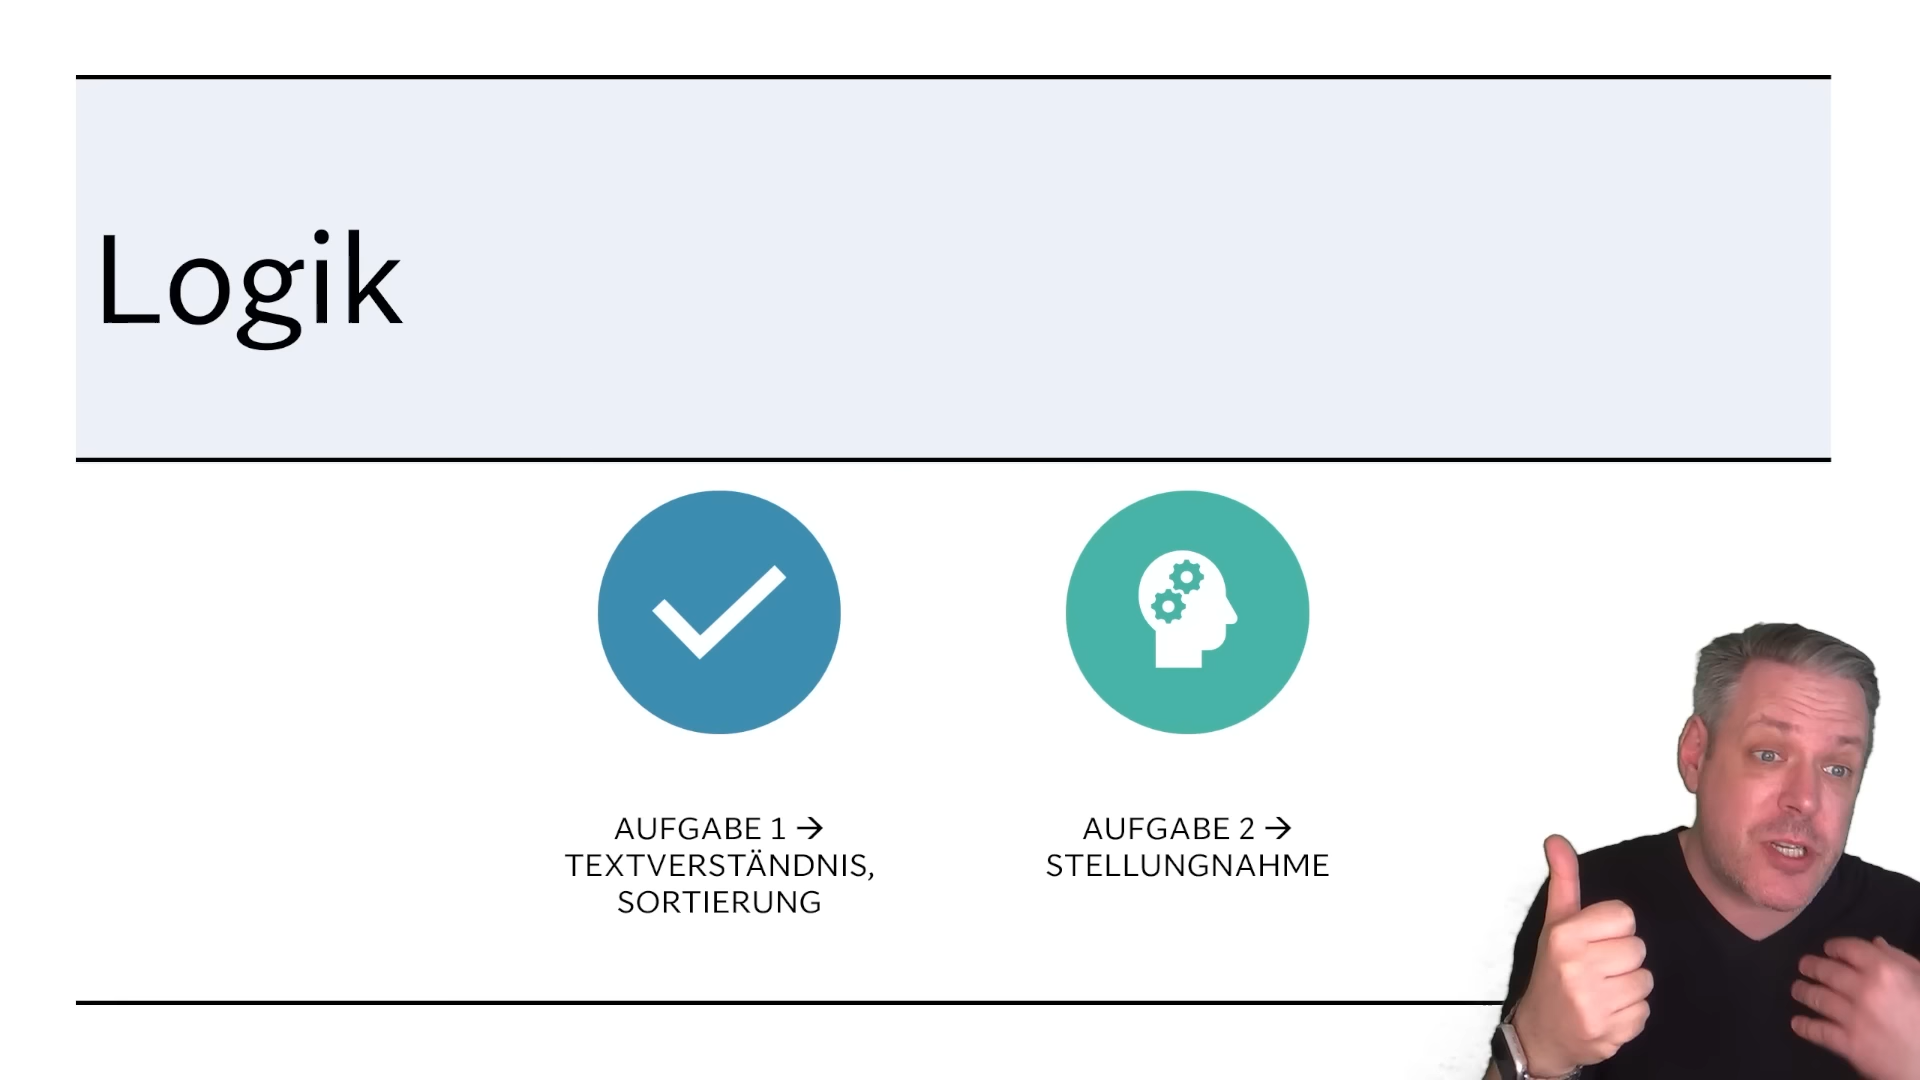 Logik
AUFGABE 1 →
TEXTVERSTÄNDNIS,
SORTIERUNG
AUFGABE 2 →
STELLUNGNAHME